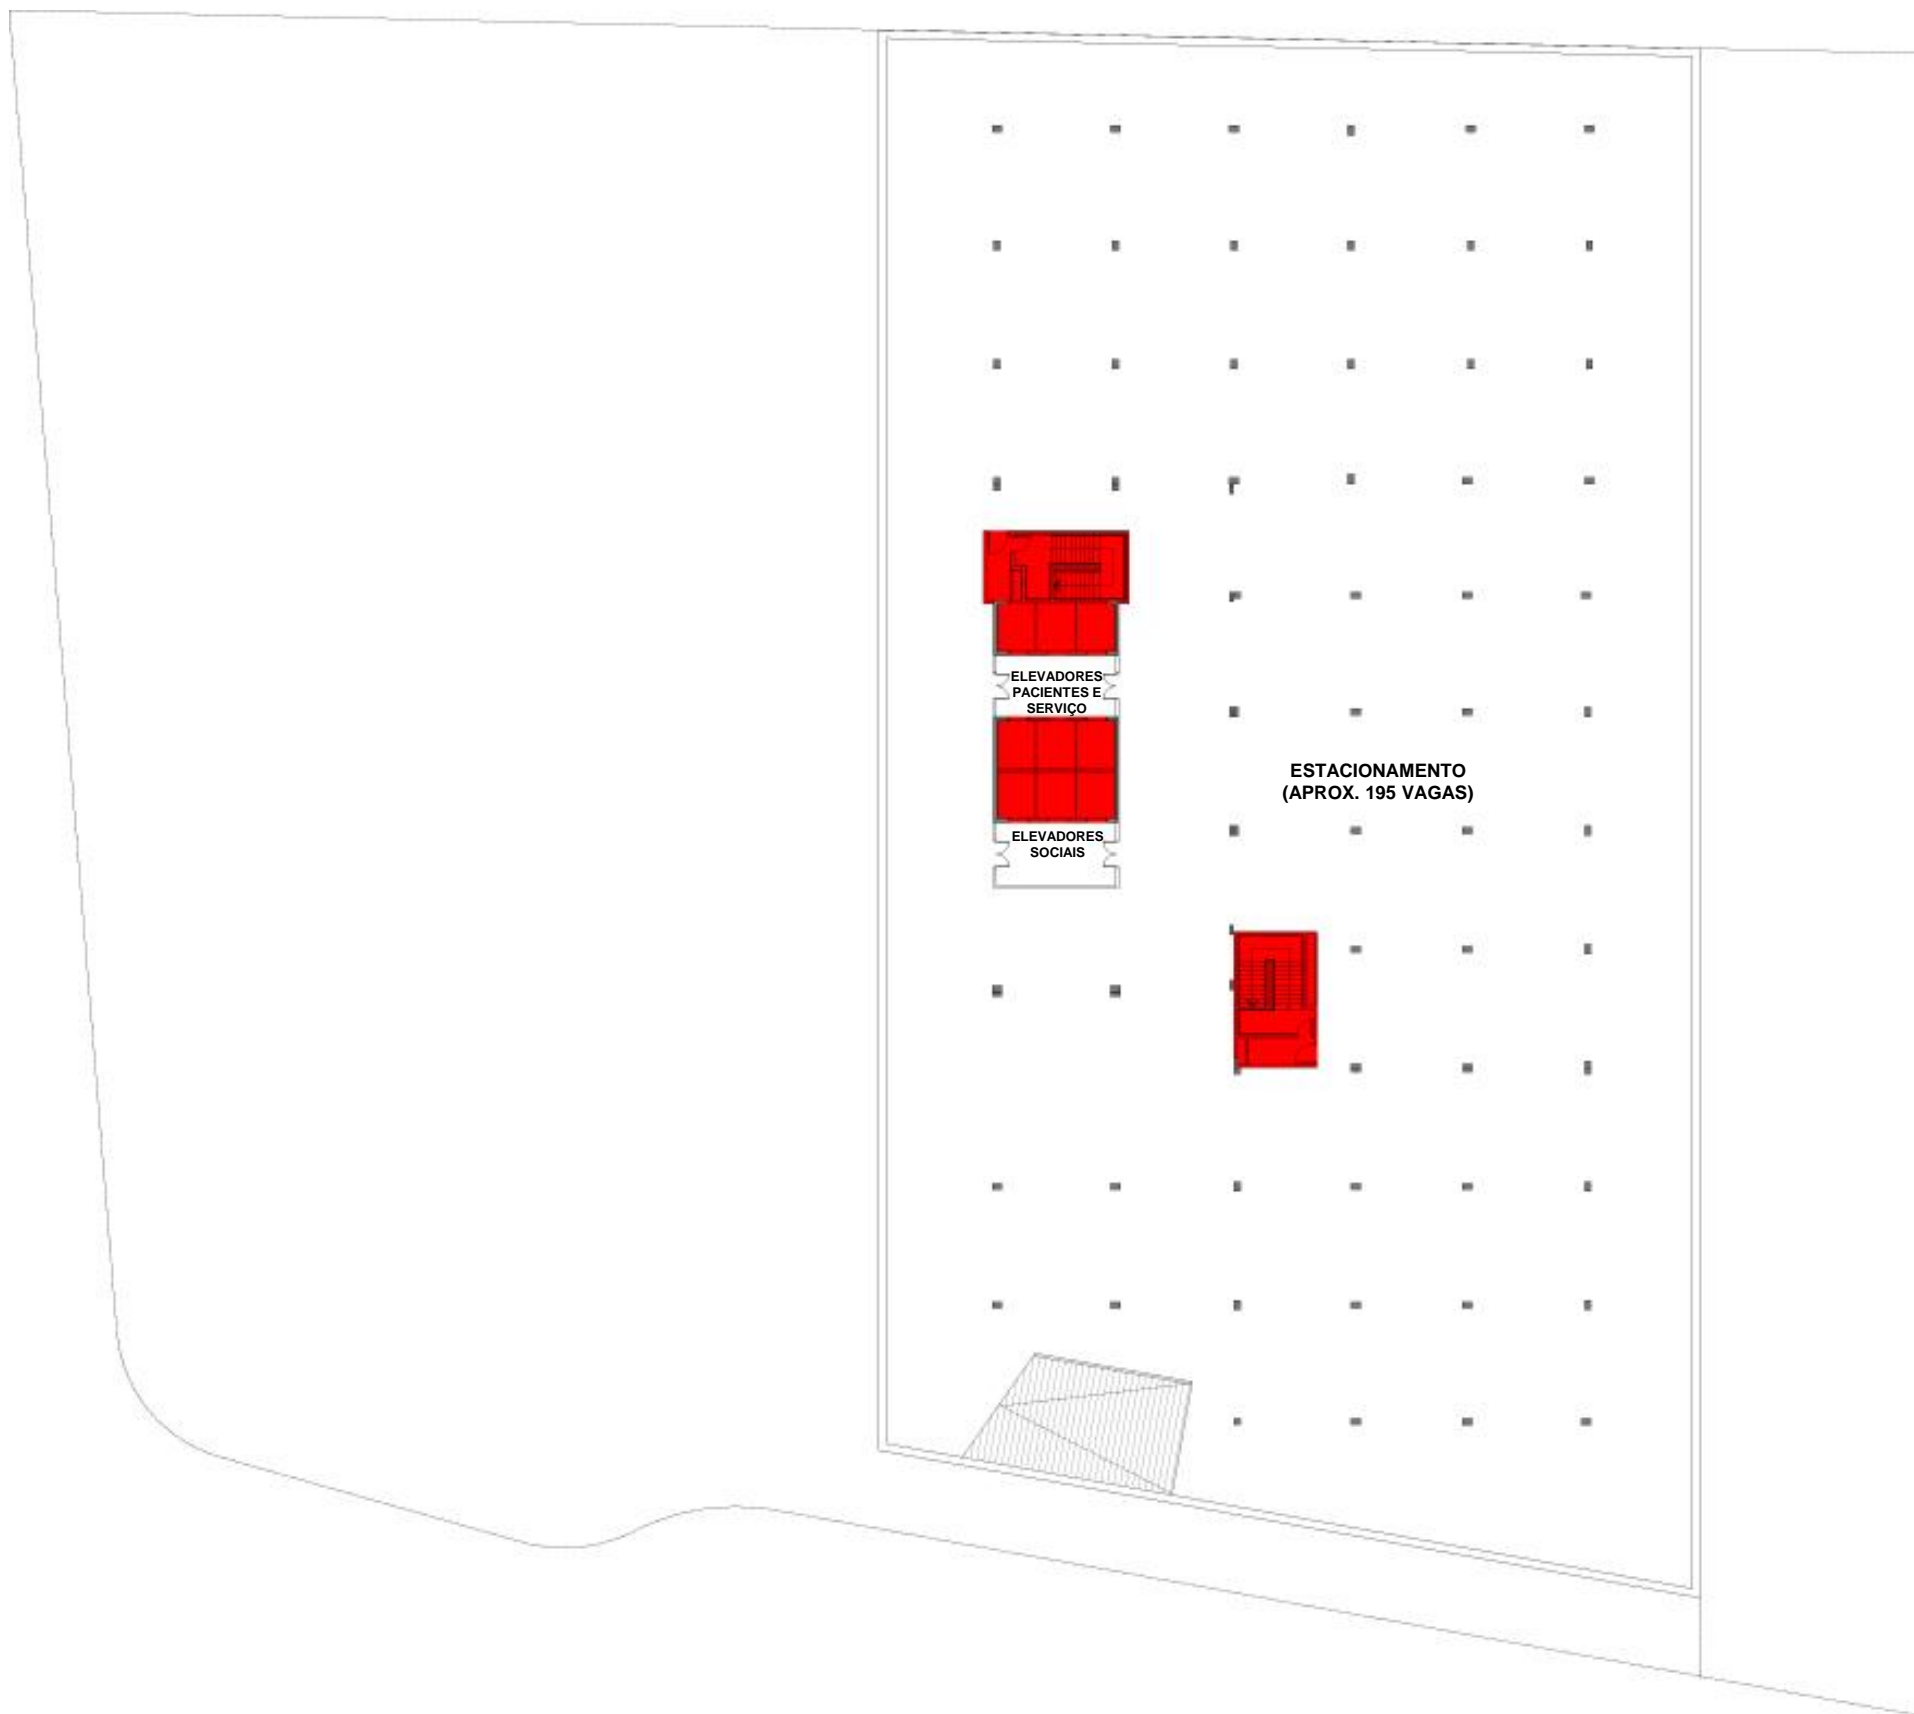 ELEVADORES
PACIENTES E
SERVIÇO
ESTACIONAMENTO
(APROX. 195 VAGAS)
ELEVADORES
SOCIAIS